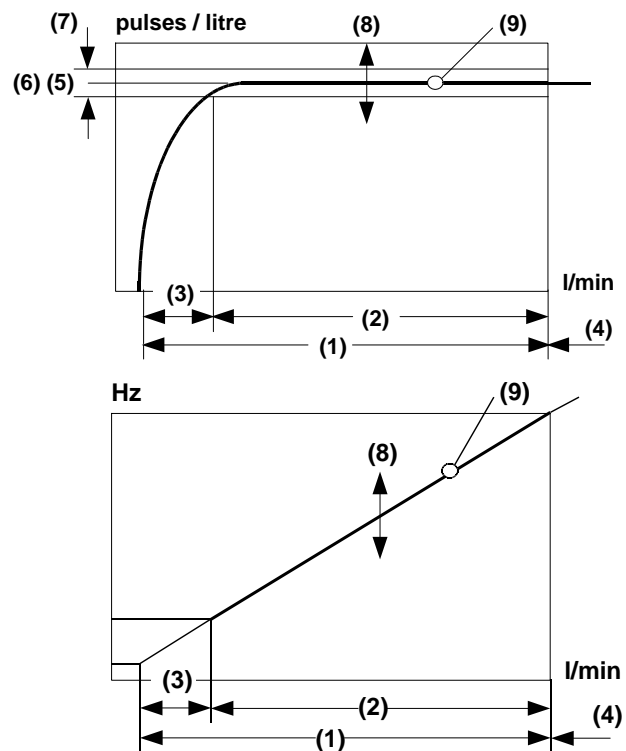 (7) pulses / litre (8) (9)
(6) (5)
l/min
(3) (2)
(1) (4)
Hz (9)
(8)
l/min
(3) (2)
(1) (4)